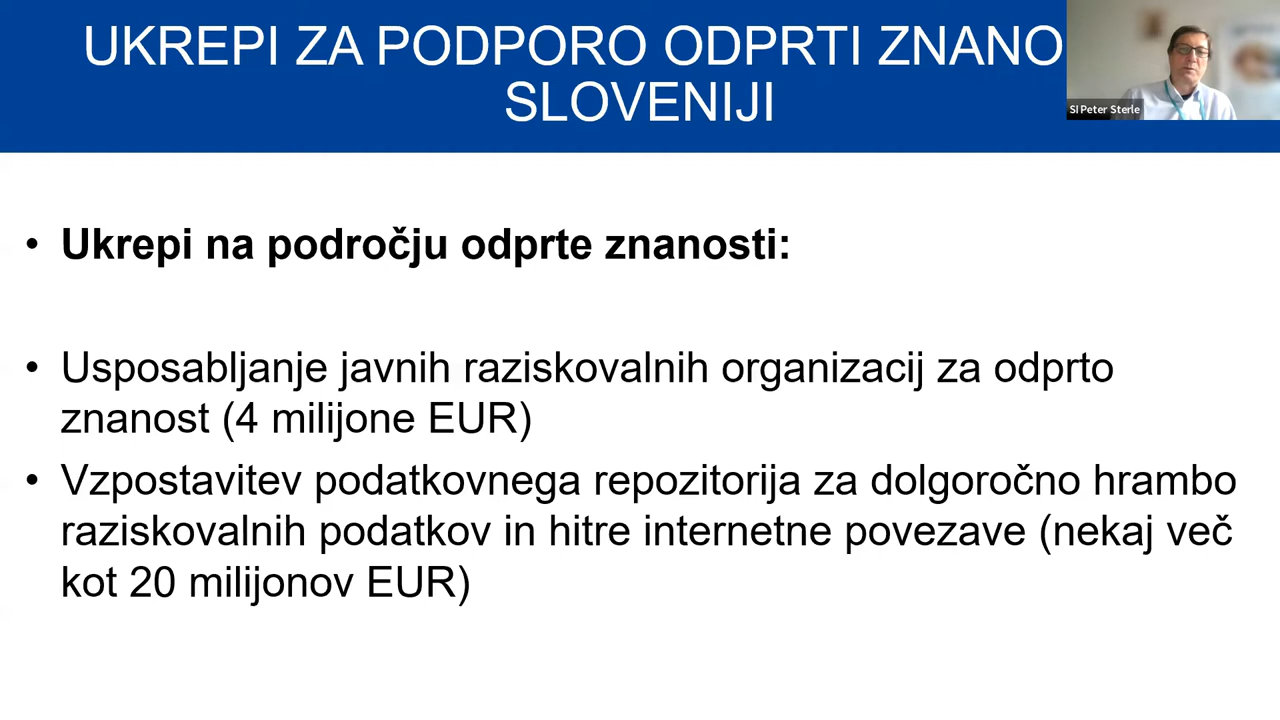 UKREPI ZA PODPORO ODPRTI ZNANO
SLOVENIJI
SI Peter Sterle
• Ukrepi na področju odprte znanosti:
• Usposabljanje javnih raziskovalnih organizacij za odprto
znanost (4 milijone EUR)
• Vzpostavitev podatkovnega repozitorija za dolgoročno hrambo
raziskovalnih podatkov in hitre internetne povezave (nekaj več
kot 20 milijonov EUR)